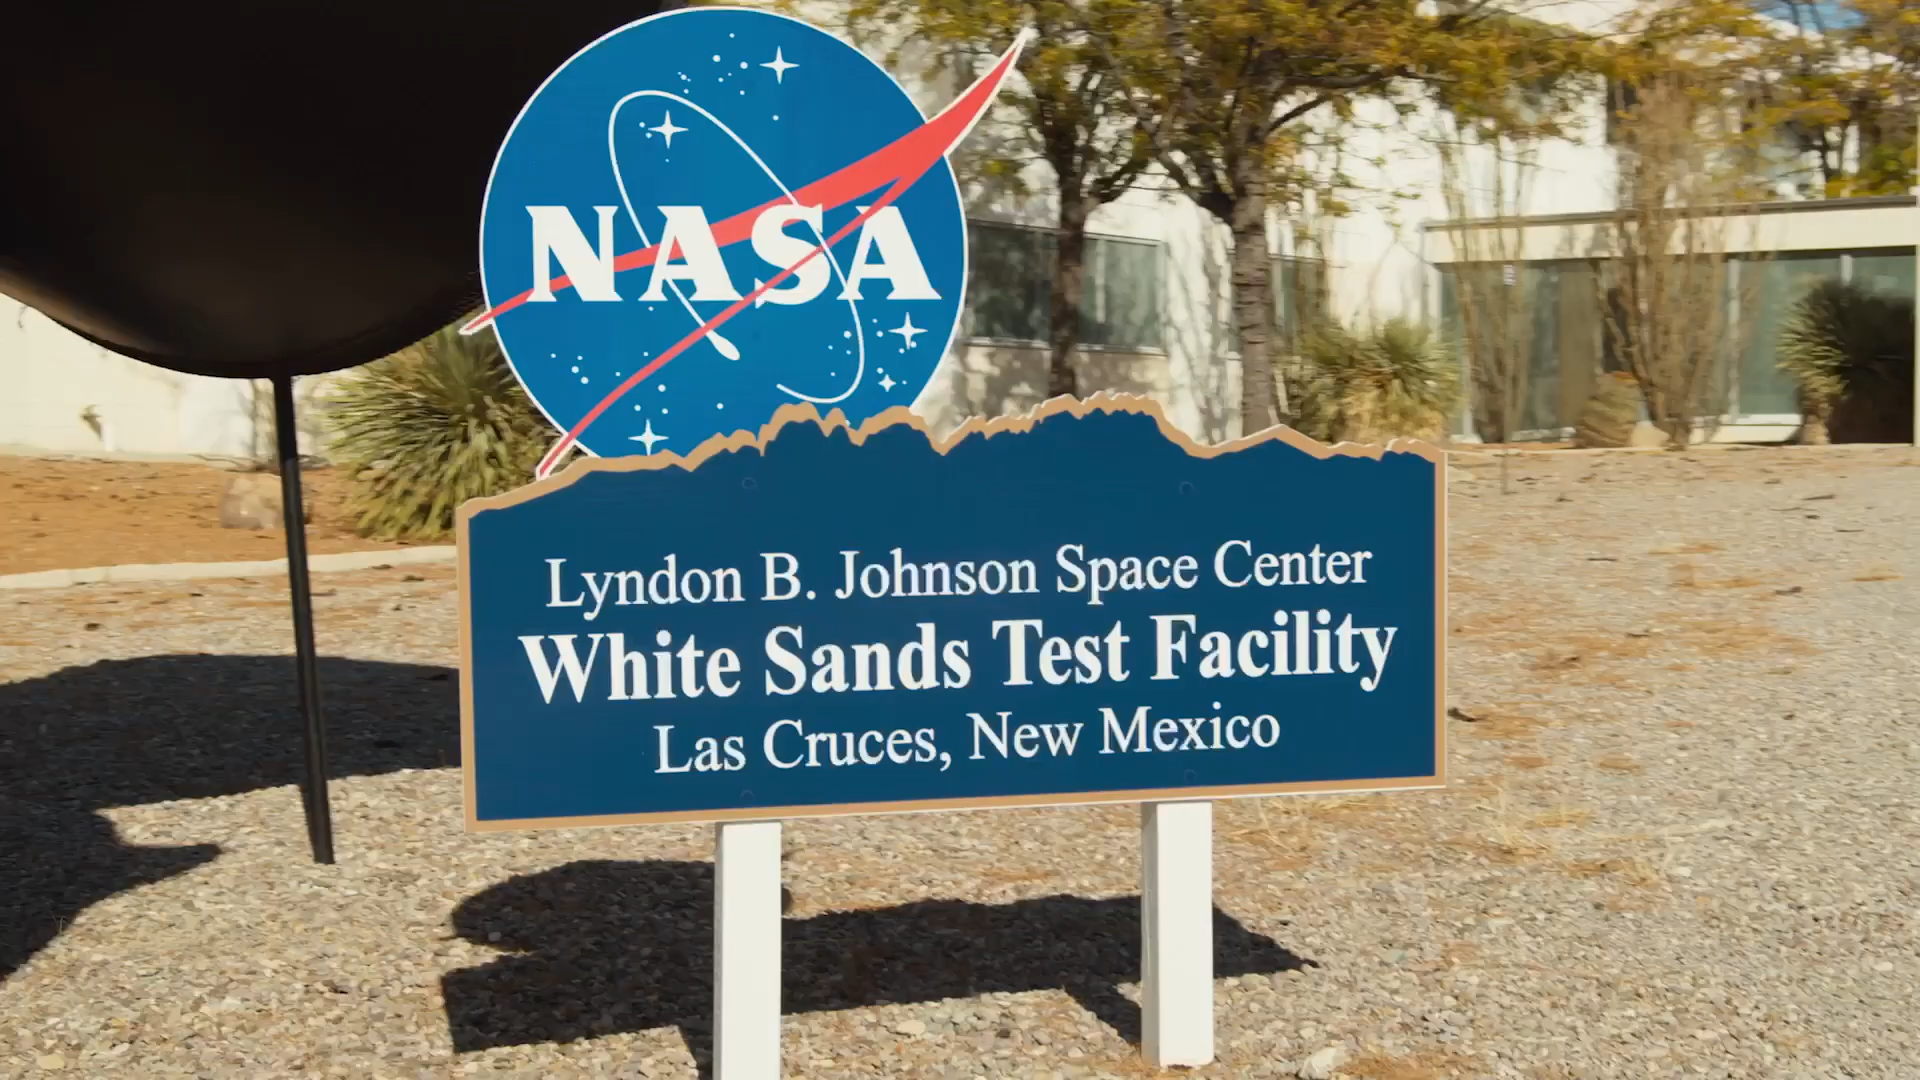 NASA
Lyndon B. Johnson Space Center
White Sands Test Facility
Las Cruces, New Mexico